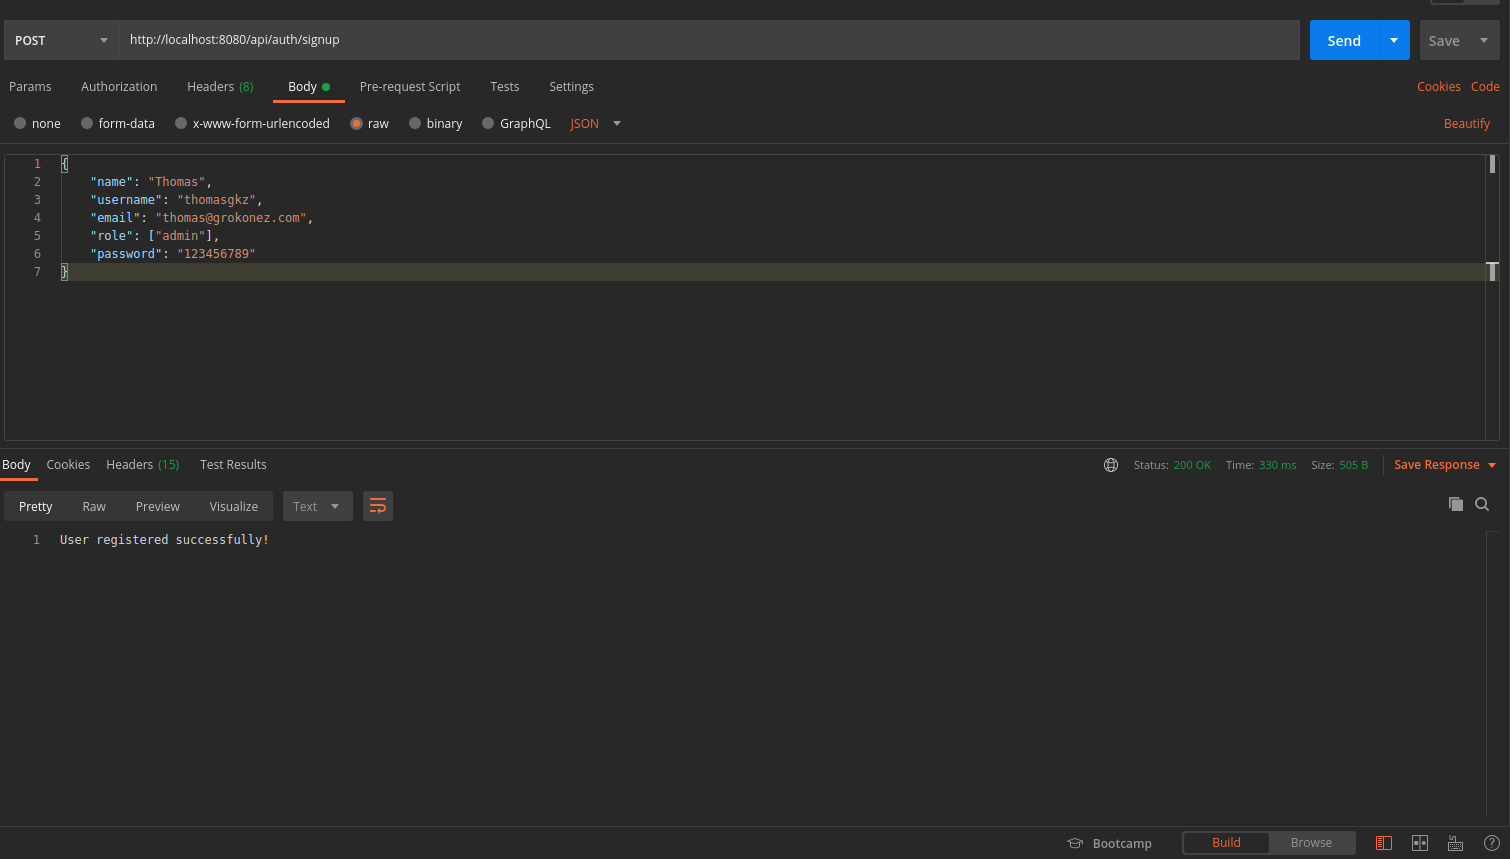 POST http://localhost:8080/api/auth/signup Send Save
Params Authorization Headers (8) Body Pre-request Script Tests Settings Cookies Code
none form-data x-www-form-urlencoded raw binary GraphQL JSON Beautify
1 {
2 "name": "Thomas",
3 "username": "thomasgkz",
4 "email": "thomas@grokonez.com",
5 "role": ["admin"],
6 "password": "123456789"
7 }
Body Cookies Headers (15) Test Results Status: 200 OK Time: 330 ms Size: 505 B Save Response
Pretty Raw Preview Visualize Text
1 User registered successfully!
Bootcamp Build Browse